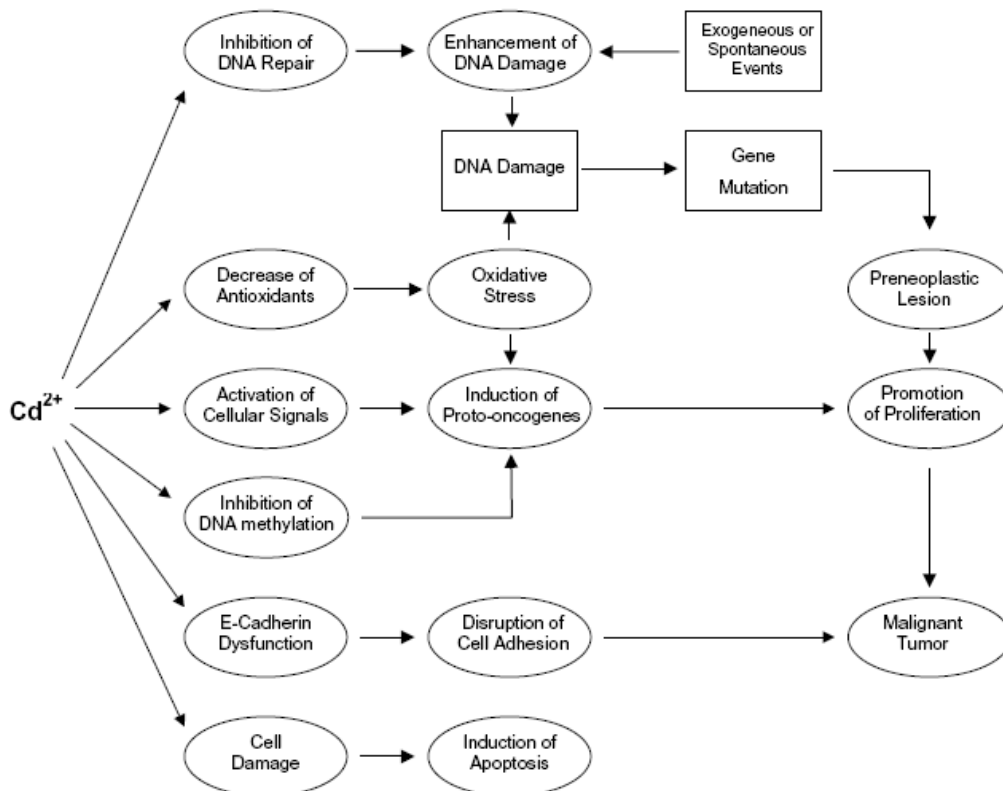 Inhibition of
DNA Repair
Enhancement of
DNA Damage
Exogeneous or
Spontaneous
Events
DNA Damage
Gene
Mutation
Decrease of
Antioxidants
Oxidative
Stress
Preneoplastic
Lesion
Cd2+
Activation of
Cellular Signals
Induction of
Proto-oncogenes
Promotion
of Proliferation
Inhibition of
DNA methylation
E-Cadherin
Dysfunction
Disruption of
Cell Adhesion
Malignant
Tumor
Cell
Damage
Induction of
Apoptosis